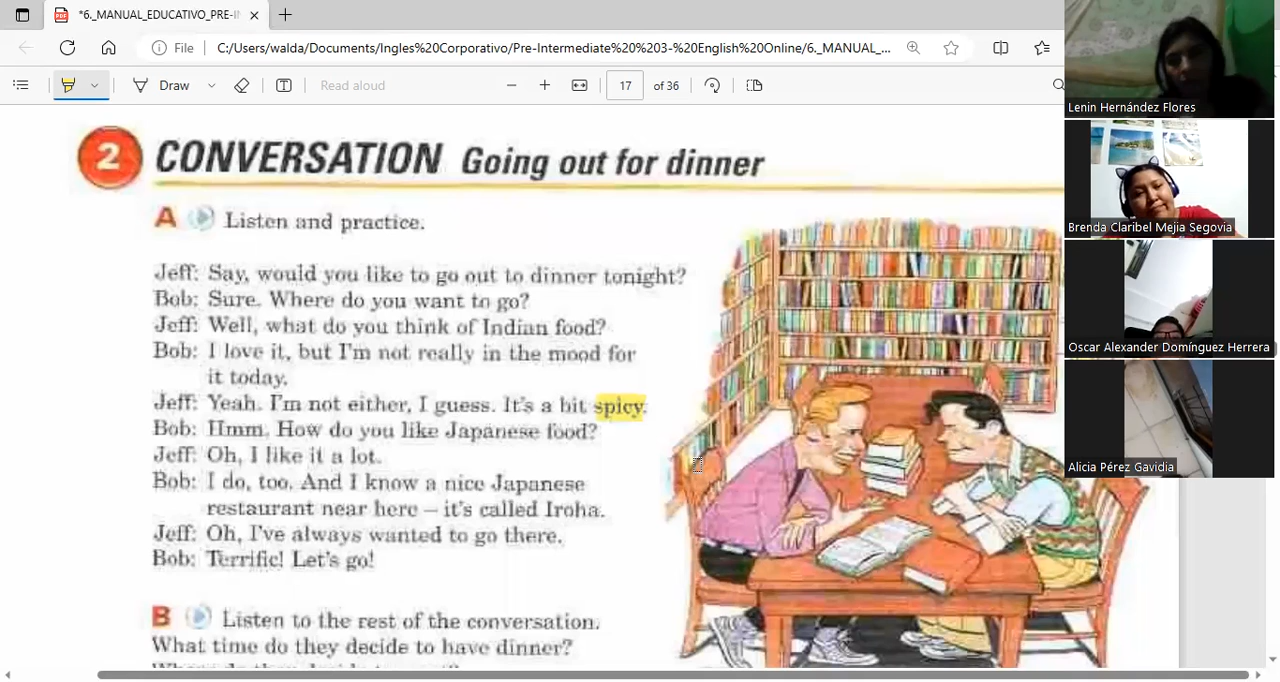 *6._MANUAL_EDUCATIVO_PRE-IN
File
C:/Users/walda/Documents/Ingles%20Corporativo/Pre-Intermediate%20%203-%20English%20Online/6._MANUAL_...
Draw
Read aloud
17 of 36
2 CONVERSATION Going out for dinner
A Listen and practice.
Jeff: Say, would you like to go out to dinner tonight?
Bob: Sure. Where do you want to go?
Jeff: Well, what do you think of Indian food?
Bob: I love it, but I'm not really in the mood for
it today.
Jeff: Yeah. I'm not either, I guess. It's a bit spicy.
Bob: Hmm. How do you like Japanese food?
Jeff: Oh, I like it a lot.
Bob: I do, too. And I know a nice Japanese
restaurant near here – it's called Iroha.
Jeff: Oh, I've always wanted to go there.
Bob: Terrific! Let's go!
B Listen to the rest of the conversation.
What time do they decide to have dinner?
Lenin Hernández Flores
Brenda Claribel Mejia Segovia
Oscar Alexander Domínguez Herrera
Alicia Pérez Gavidia